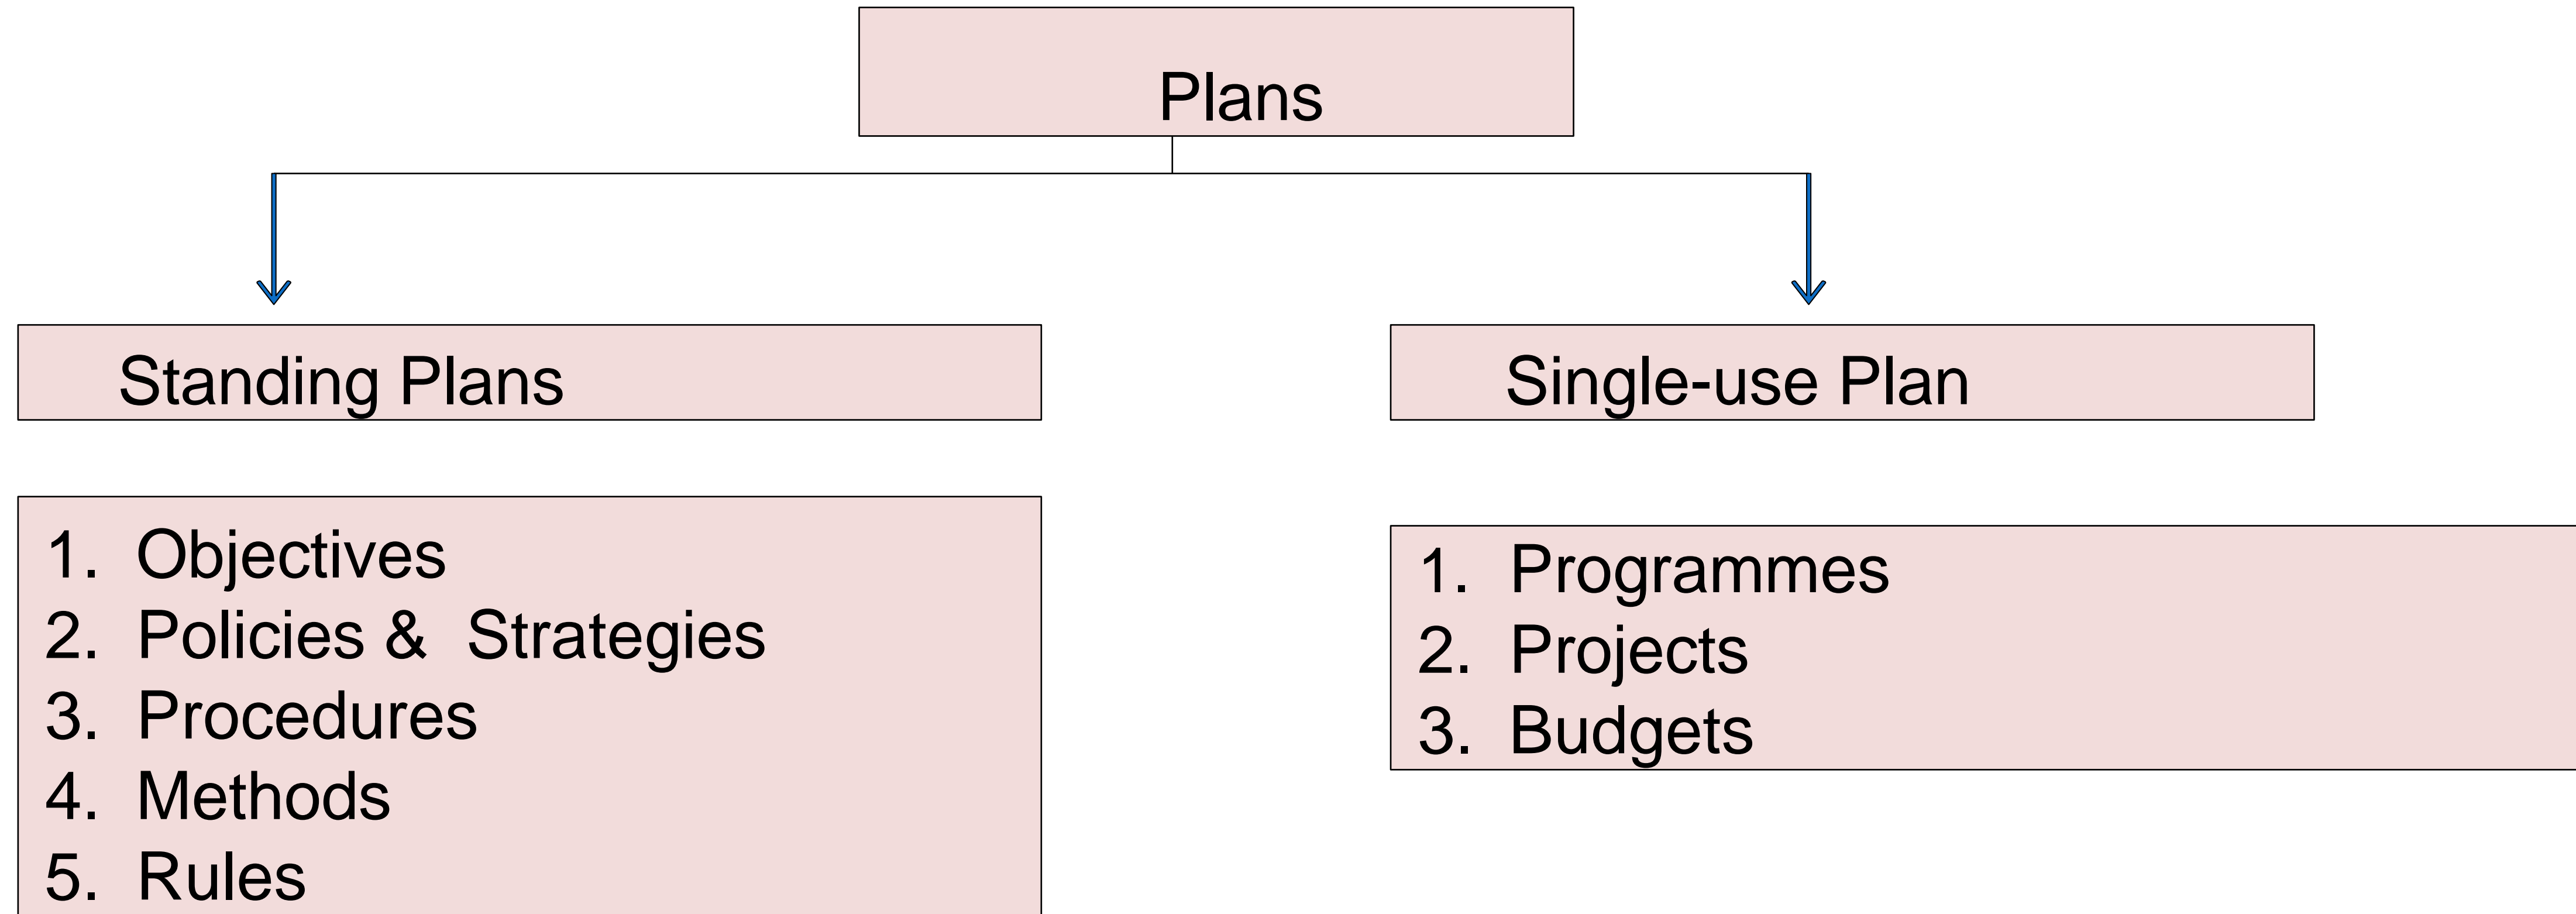 Plans
Standing Plans
1. Objectives
2. Policies & Strategies
3. Procedures
4. Methods
5. Rules
Single-use Plan
1. Programmes
2. Projects
3. Budgets